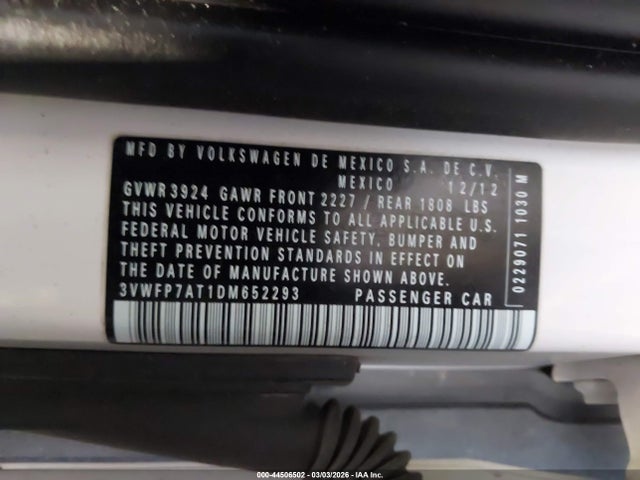 MFD BY VOLKSWAGEN DE MEXICO S.A. DE C.V.
MEXICO 12/12
GVWR 3924 GAWR FRONT 2227 / REAR 1808 LBS
THIS VEHICLE CONFORMS TO ALL APPLICABLE U.S.
FEDERAL MOTOR VEHICLE SAFETY, BUMPER AND
THEFT PREVENTION STANDARDS IN EFFECT ON
THE DATE OF MANUFACTURE SHOWN ABOVE.
3VWFP7AT1DM652293 PASSENGER CAR
0229071 1030 M
000-44506502 - 03/03/2026 - IAA Inc.